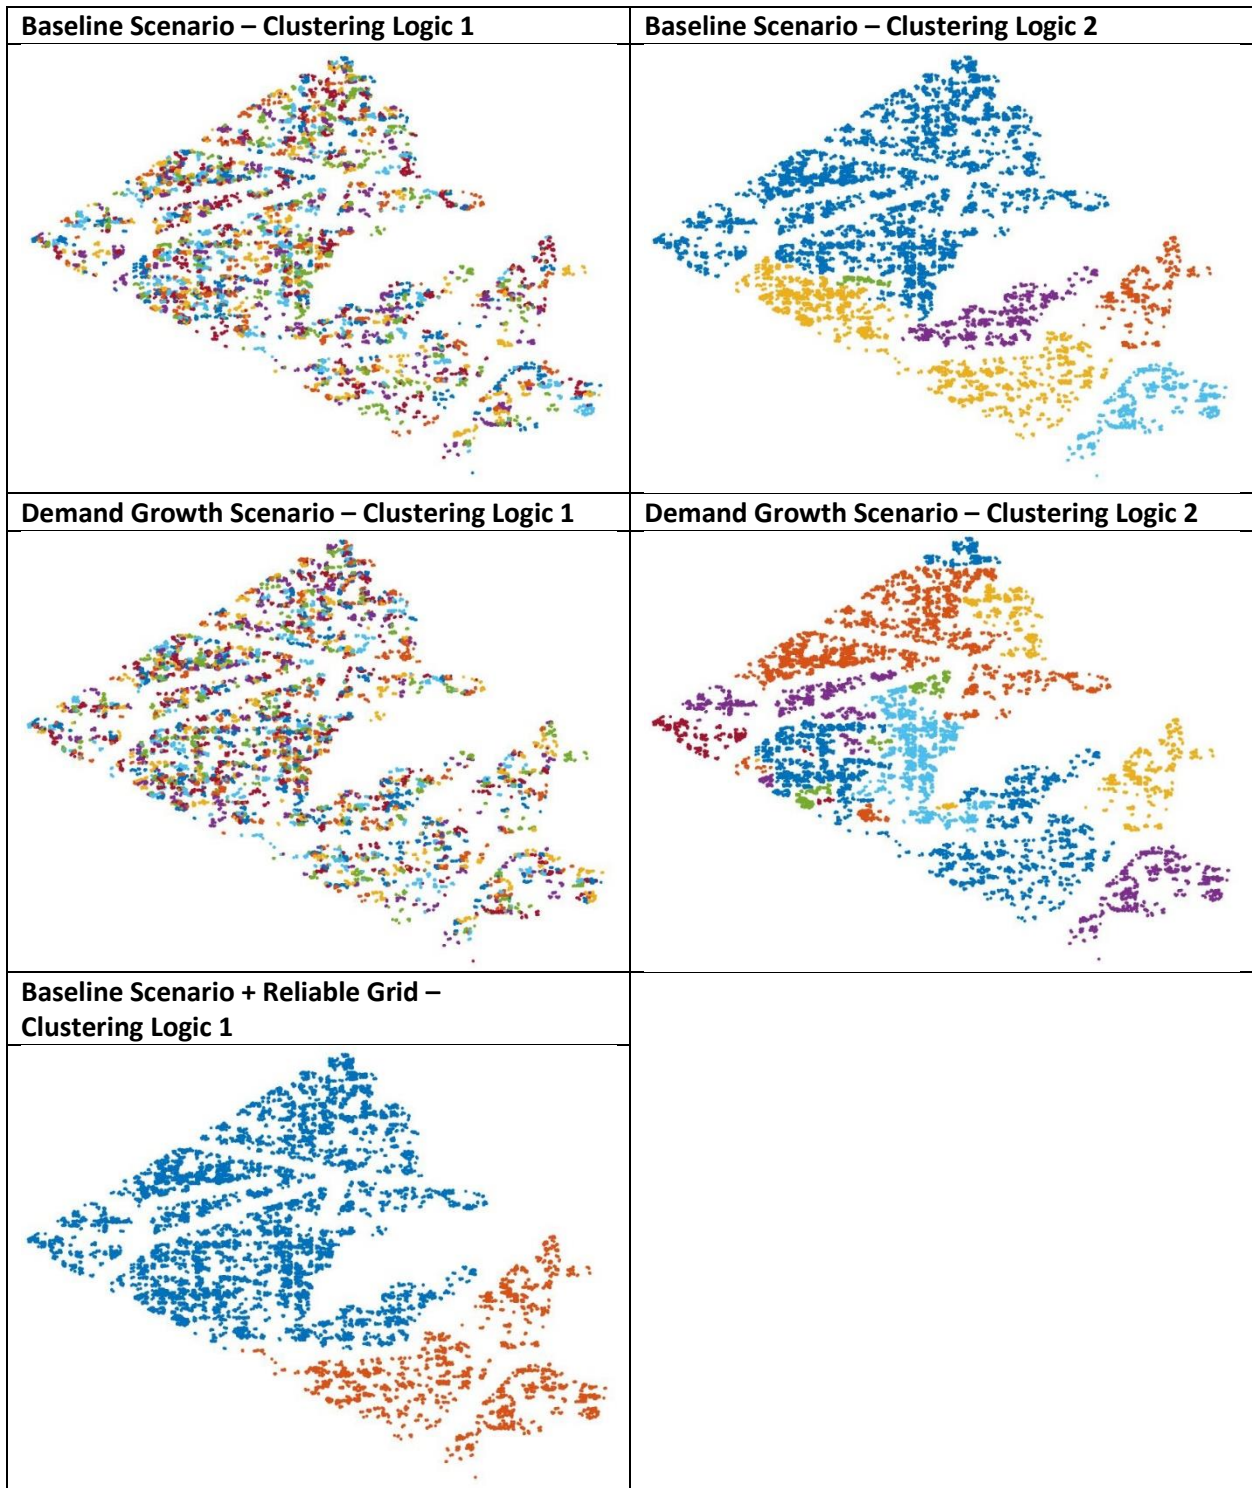 Baseline Scenario – Clustering Logic 1
Baseline Scenario – Clustering Logic 2
Demand Growth Scenario – Clustering Logic 1
Demand Growth Scenario – Clustering Logic 2
Baseline Scenario + Reliable Grid –
Clustering Logic 1